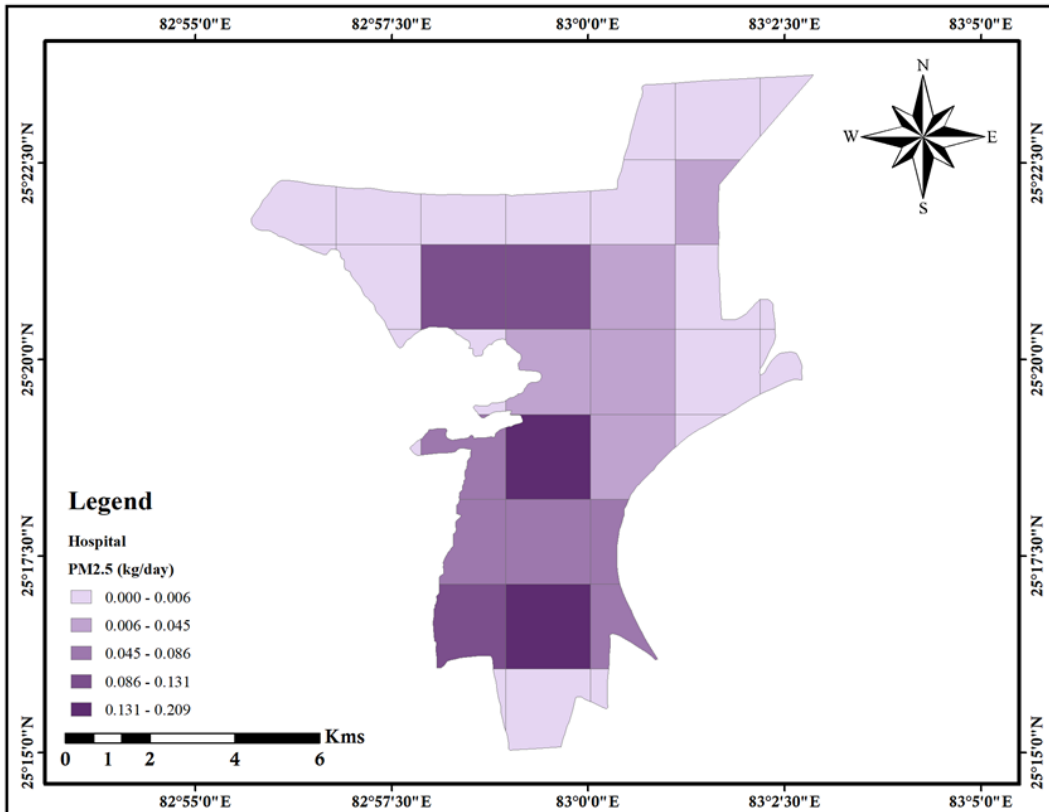 82°55'0"E 82°57'30"E 83°0'0"E 83°2'30"E 83°5'0"E
N
W E
S
25°22'30"N 25°22'30"N
25°20'0"N 25°20'0"N
25°17'30"N 25°17'30"N
25°15'0"N 25°15'0"N
Legend
Hospital
PM2.5 (kg/day)
0.000 - 0.006
0.006 - 0.045
0.045 - 0.086
0.086 - 0.131
0.131 - 0.209
Kms
0 1 2 4 6
82°55'0"E 82°57'30"E 83°0'0"E 83°2'30"E 83°5'0"E